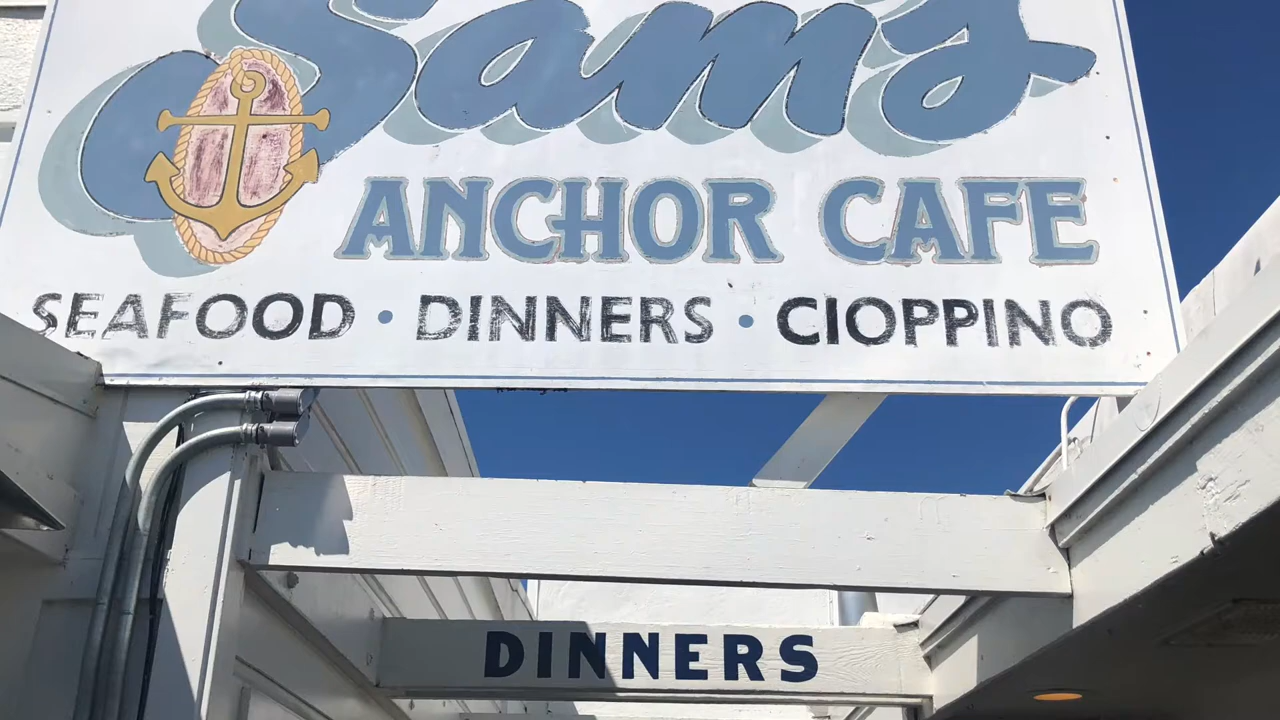 Sam's
ANCHOR CAFE
SEAFOOD • DINNERS • CIOPPINO
DINNERS